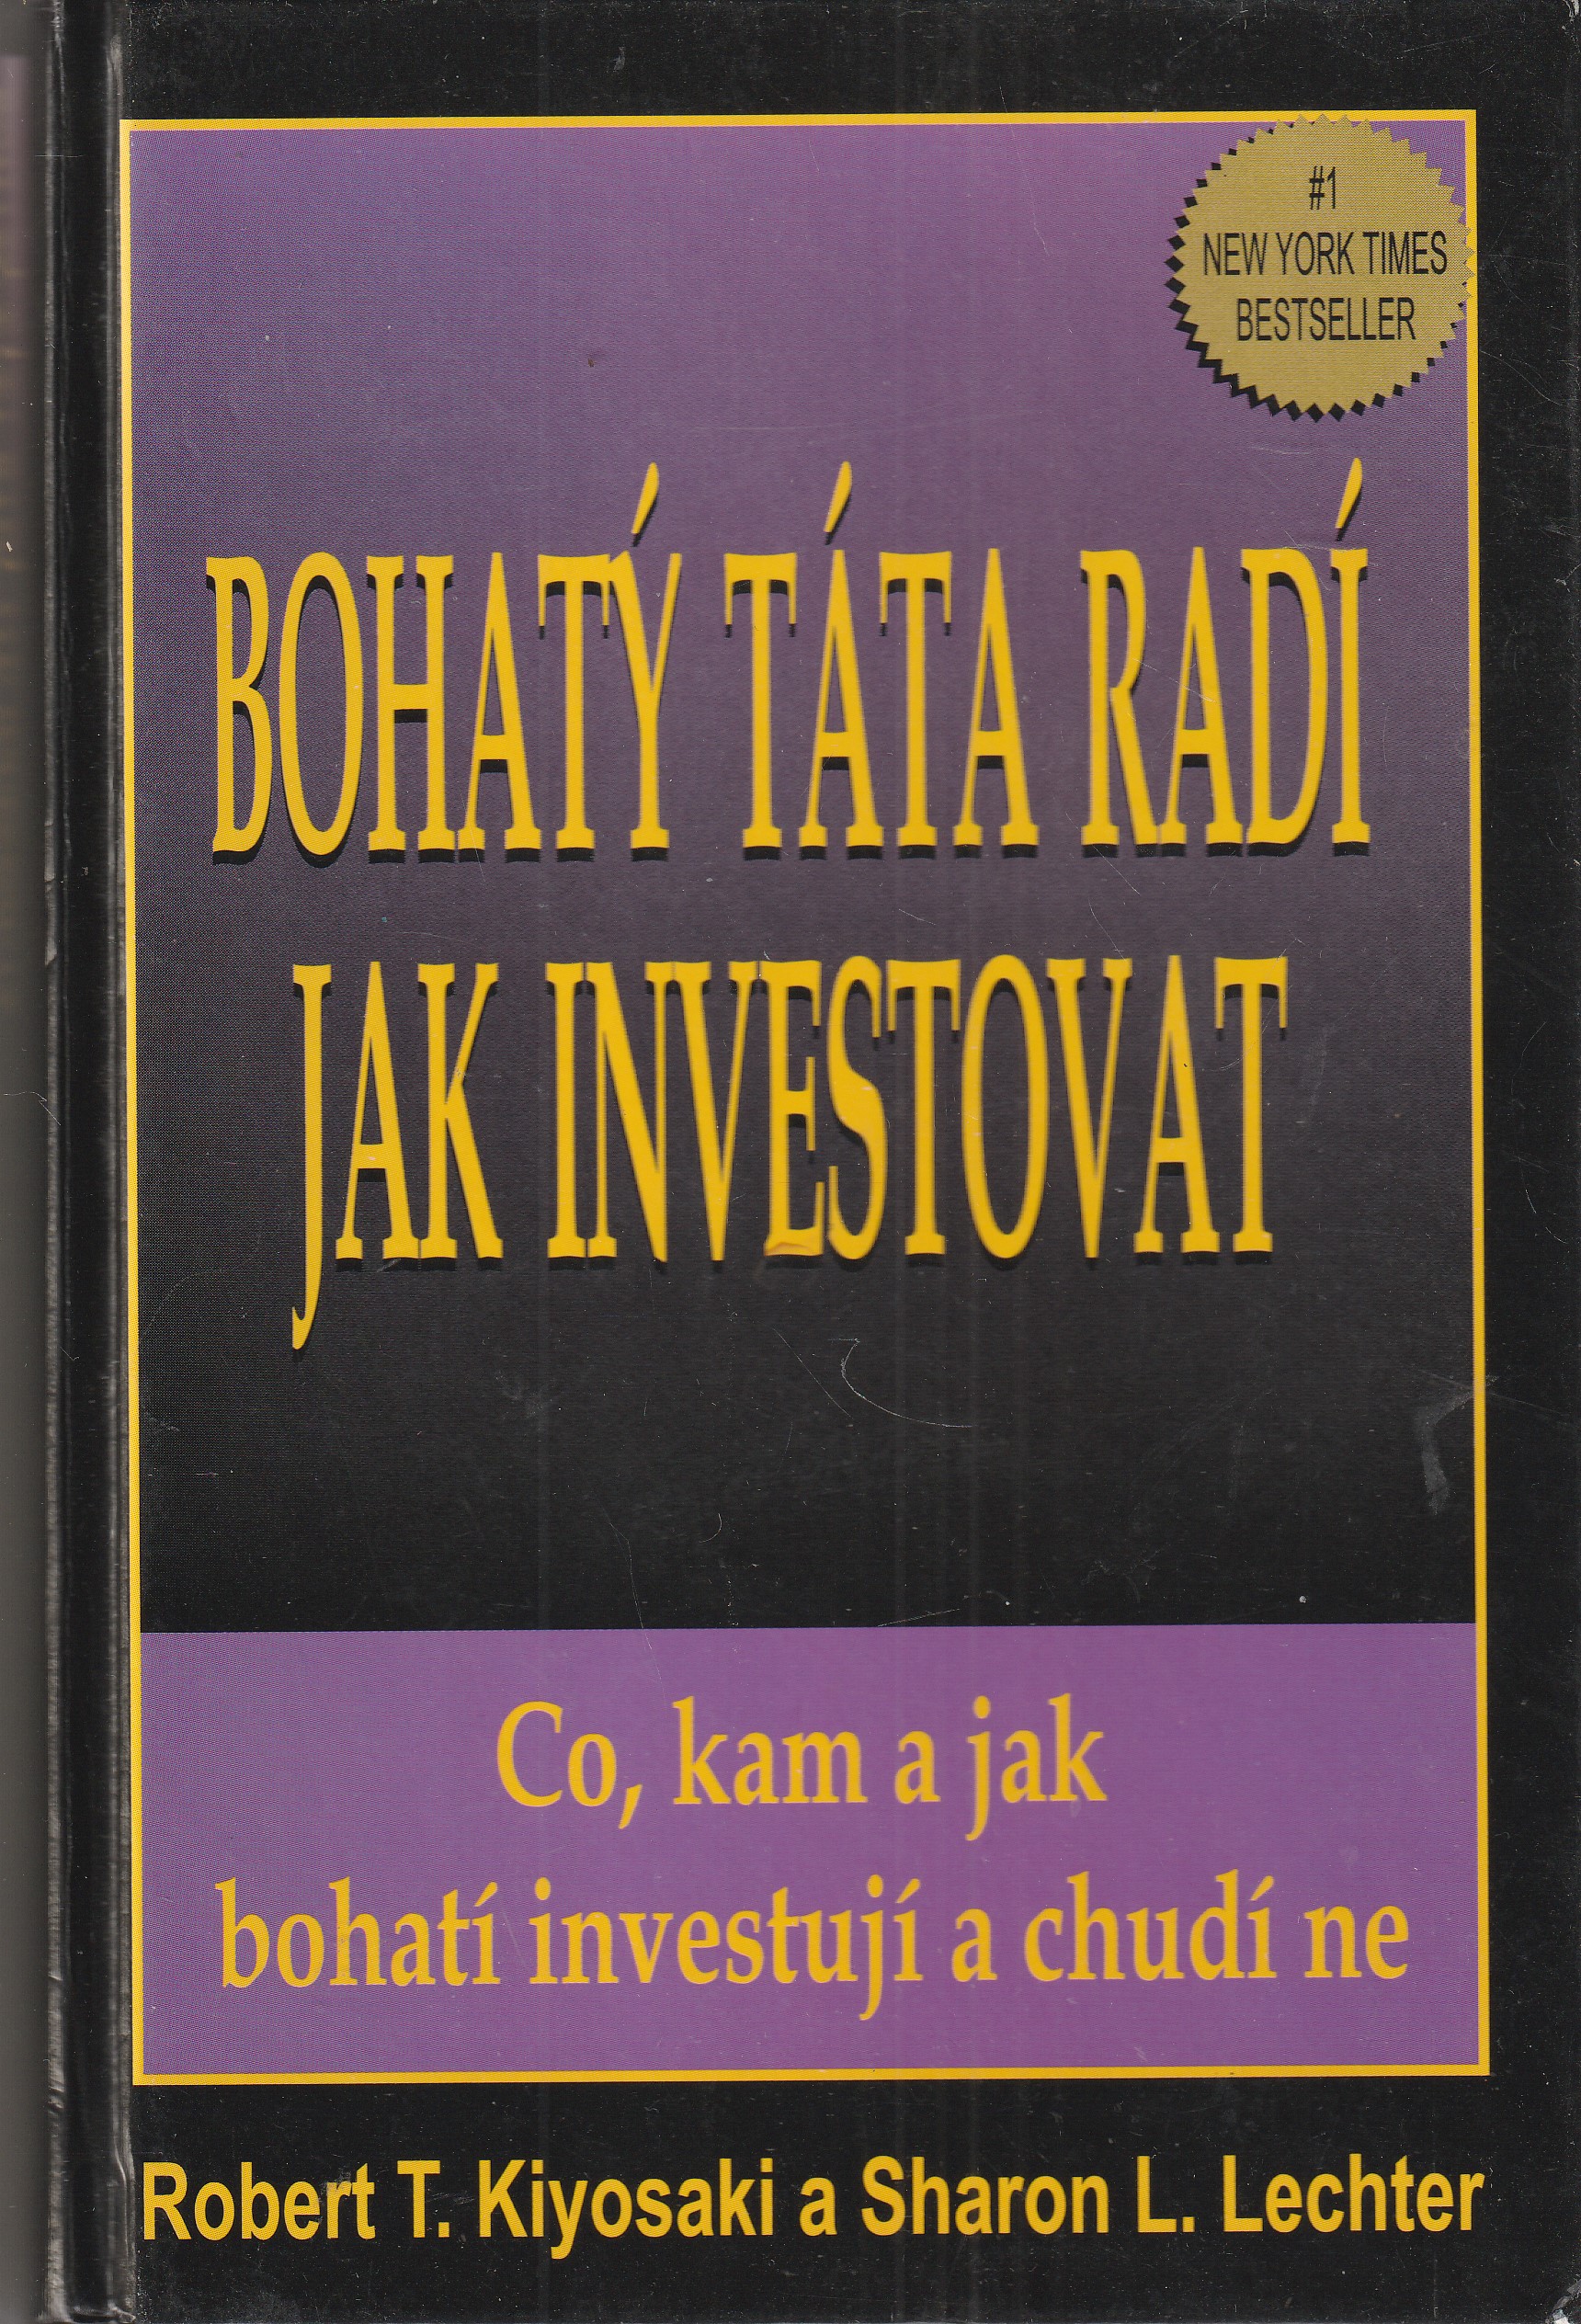 #1
NEW YORK TIMES
BESTSELLER
BOHATÝ TÁTA RADÍ
JAK INVESTOVAT
Co, kam a jak
bohatí investují a chudí ne
Robert T. Kiyosaki a Sharon L. Lechter